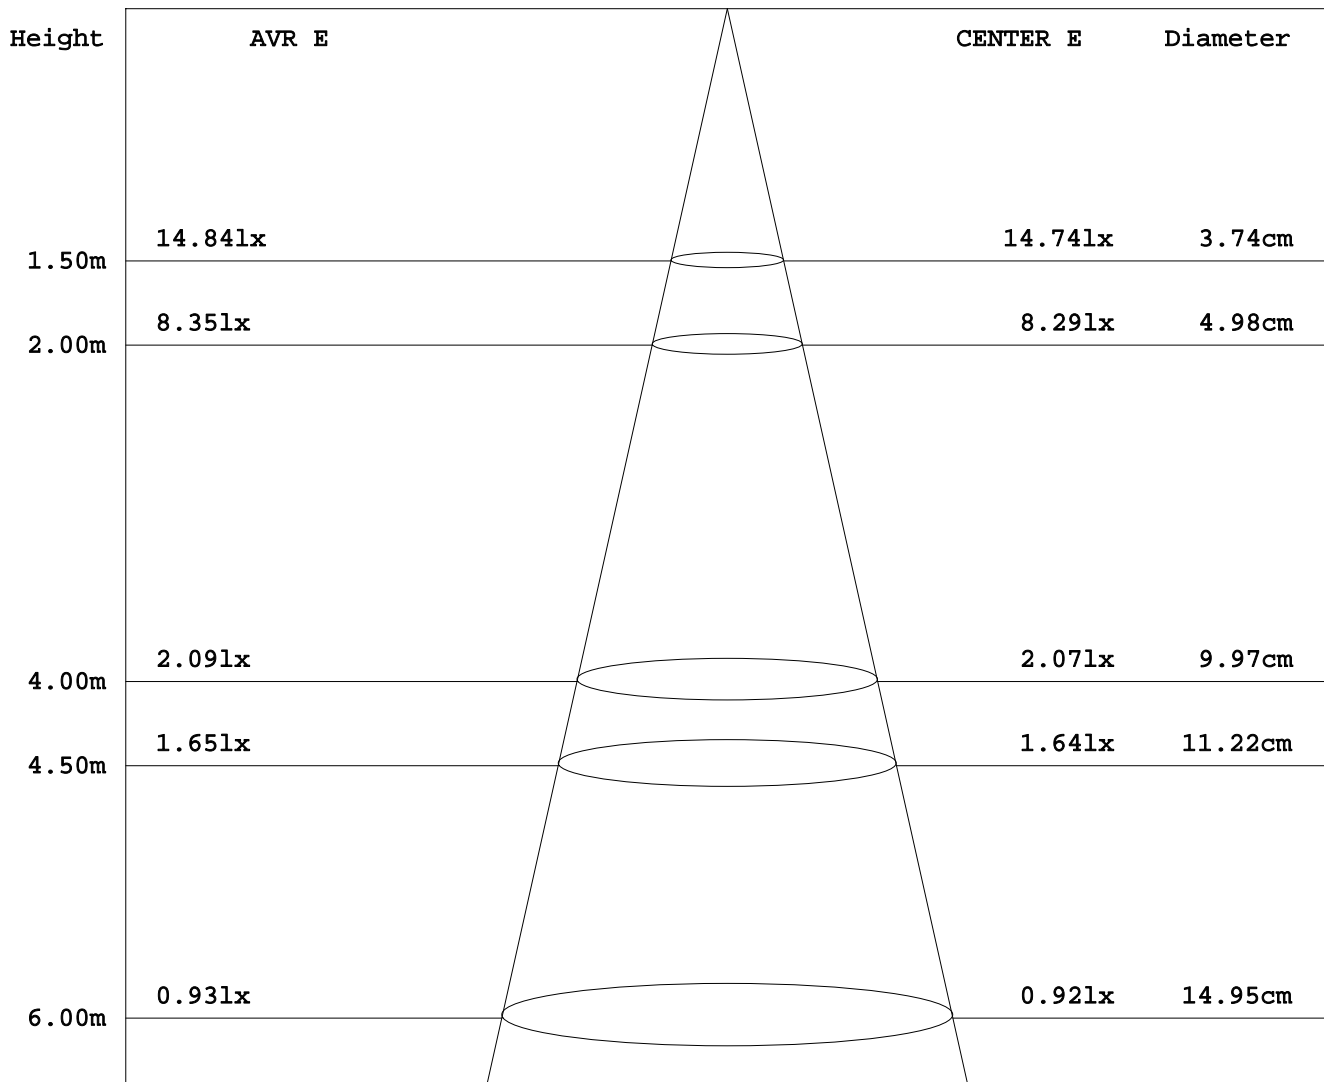 Height AVR E CENTER E Diameter
14.84lx 14.74lx 3.74cm
1.50m
8.35lx 8.29lx 4.98cm
2.00m
2.09lx 2.07lx 9.97cm
4.00m
1.65lx 1.64lx 11.22cm
4.50m
0.93lx 0.92lx 14.95cm
6.00m